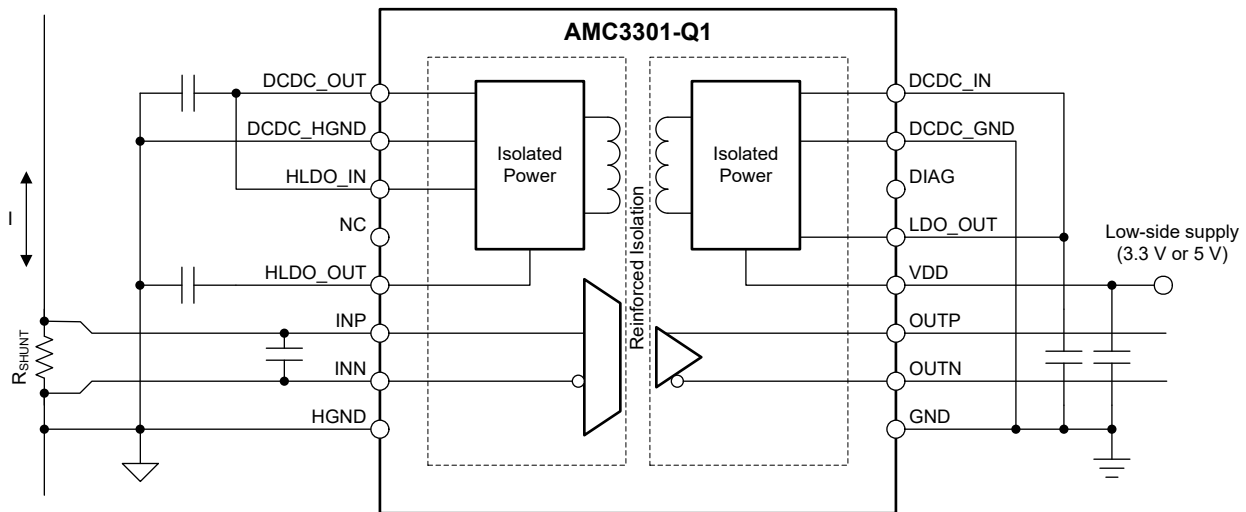 AMC3301-Q1
DCDC_OUT
DCDC_HGND
HLDO_IN
NC
HLDO_OUT
INP
INN
HGND
I
RSHUNT
Isolated
Power
Reinforced Isolation
Isolated
Power
DCDC_IN
DCDC_GND
DIAG
LDO_OUT
VDD
OUTP
OUTN
GND
Low-side supply
(3.3 V or 5 V)